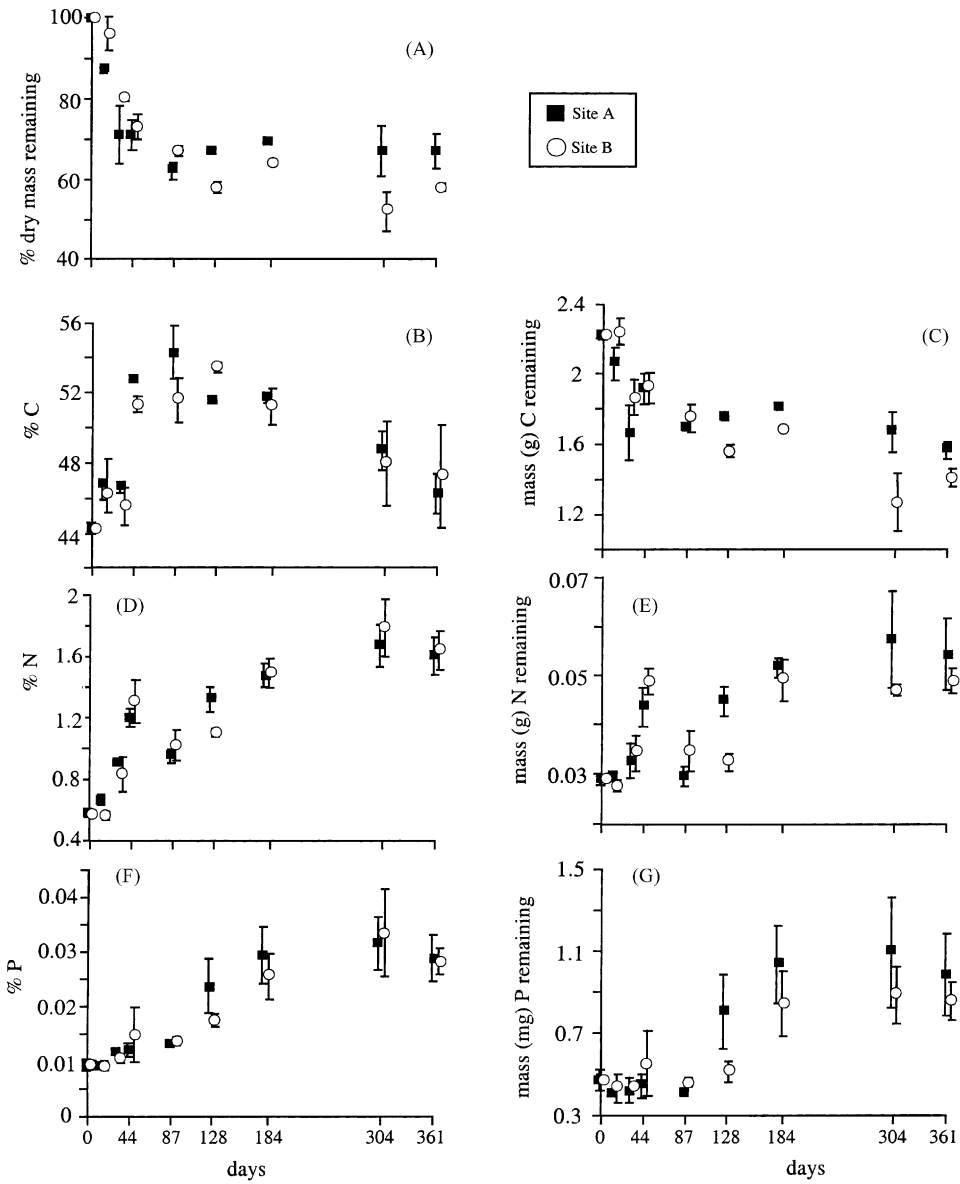 (A)
% dry mass remaining
100
80
60
40
Site A
Site B
(B)
% C
56
52
48
44
(C)
mass (g) C remaining
2.4
2
1.6
1.2
(D)
% N
2
1.6
1.2
0.8
0.4
(E)
mass (g) N remaining
0.07
0.05
0.03
(F)
% P
0.04
0.03
0.02
0.01
0
0 44 87 128 184 304 361
days
(G)
mass (mg) P remaining
1.5
1.1
0.7
0.3
0 44 87 128 184 304 361
days